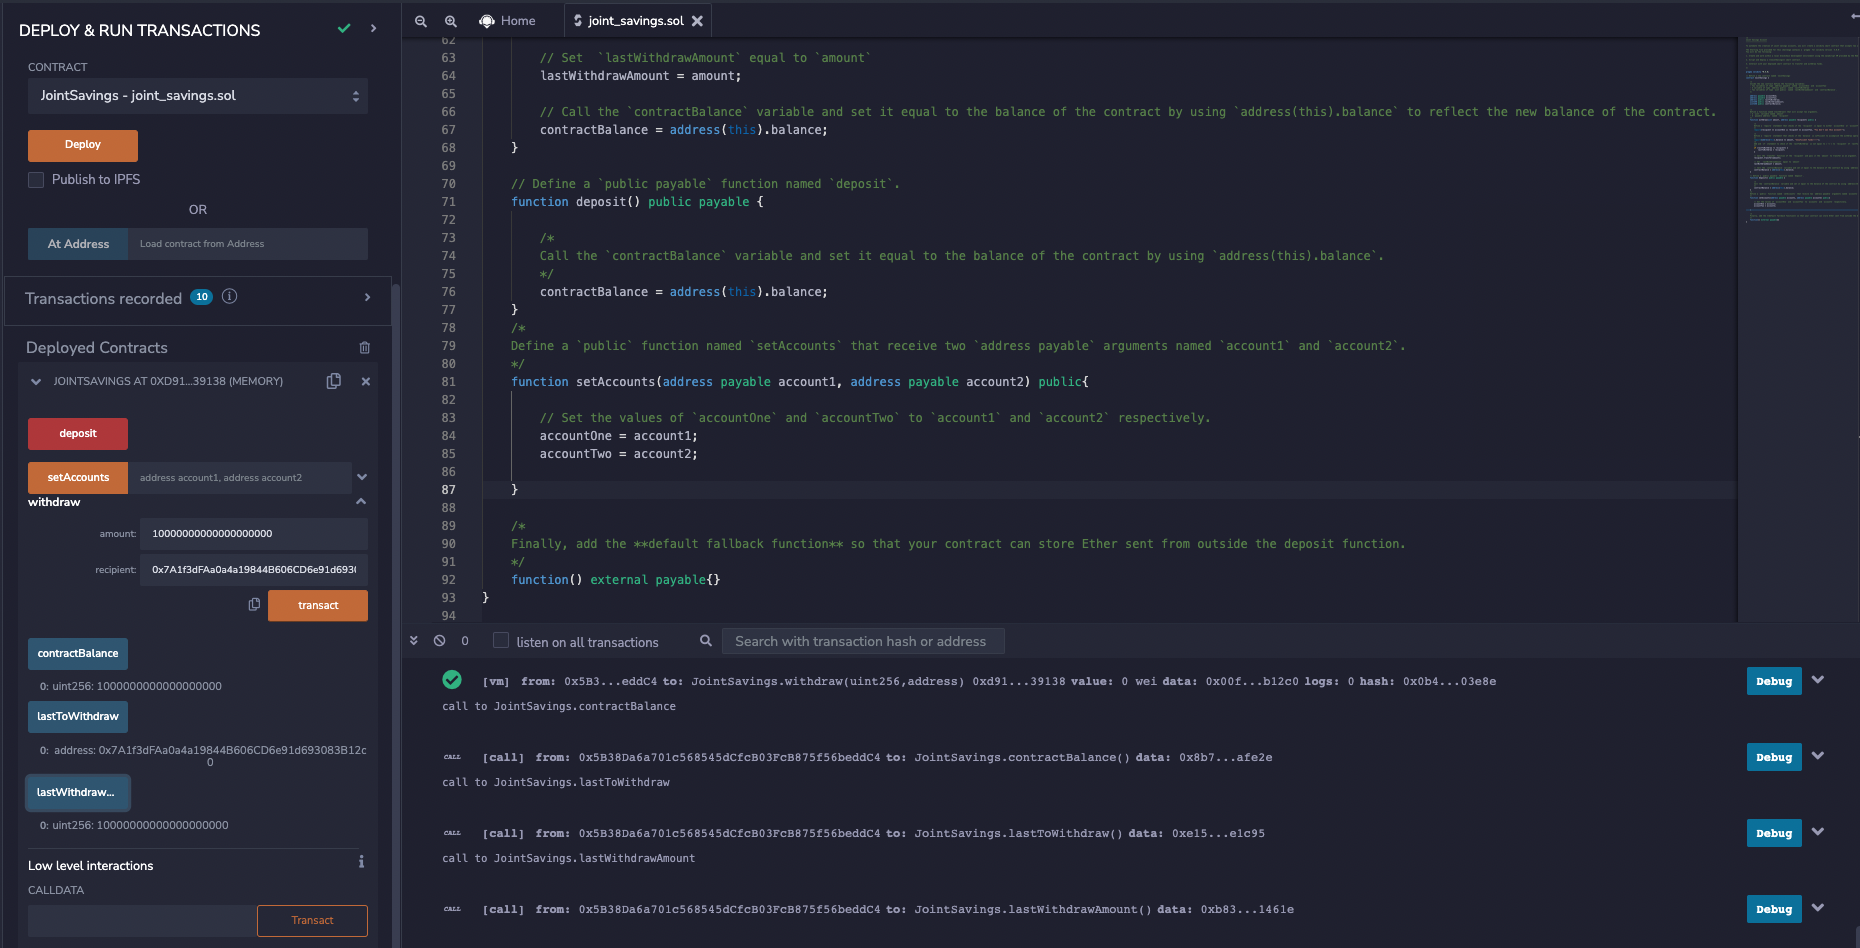 DEPLOY & RUN TRANSACTIONS
CONTRACT
JointSavings - joint_savings.sol
Deploy
Publish to IPFS
OR
At Address
Load contract from Address
Transactions recorded 10
Deployed Contracts
JOINTSAVINGS AT 0XD91...39138 (MEMORY)
deposit
setAccounts
address account1, address account2
withdraw
amount:
recipient:
0x7A1f3dFAa0a4a19844B606CD6e91d693(
transact
contractBalance
lastToWithdraw
0: address: 0x7A1f3dFAa0a4a19844B606CD6e91d693083B12c
0
lastWithdraw...
Low level interactions
CALLDATA
Transact
Home
joint_savings.sol
62
63 // Set `lastWithdrawAmount` equal to `amount`
64 lastWithdrawAmount = amount;
65
66 // Call the `contractBalance` variable and set it equal to the balance of the contract by using `address(this).balance` to reflect the new balance of the contract.
67 contractBalance = address(this).balance;
68 }
69
70 // Define a `public payable` function named `deposit`.
71 function deposit() public payable {
72
73 /*
74 Call the `contractBalance` variable and set it equal to the balance of the contract by using `address(this).balance`.
75 */
76 contractBalance = address(this).balance;
77 }
78 /*
79 Define a `public` function named `setAccounts` that receive two `address payable` arguments named `account1` and `account2`.
80 */
81 function setAccounts(address payable account1, address payable account2) public{
82
83 // Set the values of `accountOne` and `accountTwo` to `account1` and `account2` respectively.
84 accountOne = account1;
85 accountTwo = account2;
86
87 }
88
89 /*
90 Finally, add the **default fallback function** so that your contract can store Ether sent from outside the deposit function.
91 */
92 function() external payable{}
93 }
94
0
listen on all transactions
Search with transaction hash or address
[vm] from: 0x5B3...eddC4 to: JointSavings.withdraw(uint256,address) 0xd91...39138 value: 0 wei data: 0x00f...b12c0 logs: 0 hash: 0x0b4...03e8e
Debug
call to JointSavings.contractBalance
CALL [call] from: 0x5B38Da6a701c568545dCfcB03FcB875f56beddC4 to: JointSavings.contractBalance() data: 0x8b7...afe2e
Debug
call to JointSavings.lastToWithdraw
CALL [call] from: 0x5B38Da6a701c568545dCfcB03FcB875f56beddC4 to: JointSavings.lastToWithdraw() data: 0xe15...e1c95
Debug
call to JointSavings.lastWithdrawAmount
CALL [call] from: 0x5B38Da6a701c568545dCfcB03FcB875f56beddC4 to: JointSavings.lastWithdrawAmount() data: 0xb83...1461e
Debug